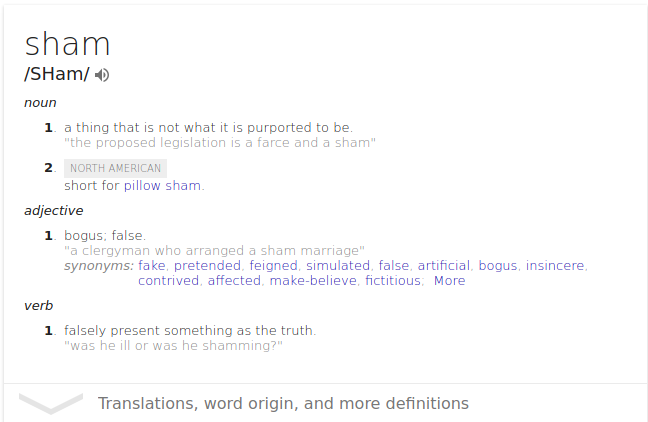 sham
/SHam/
noun
1. a thing that is not what it is purported to be.
"the proposed legislation is a farce and a sham"
2. NORTH AMERICAN
short for pillow sham.
adjective
1. bogus; false.
"a clergyman who arranged a sham marriage"
synonyms: fake, pretended, feigned, simulated, false, artificial, bogus, insincere,
contrived, affected, make-believe, fictitious; More
verb
1. falsely present something as the truth.
"was he ill or was he shamming?"
Translations, word origin, and more definitions